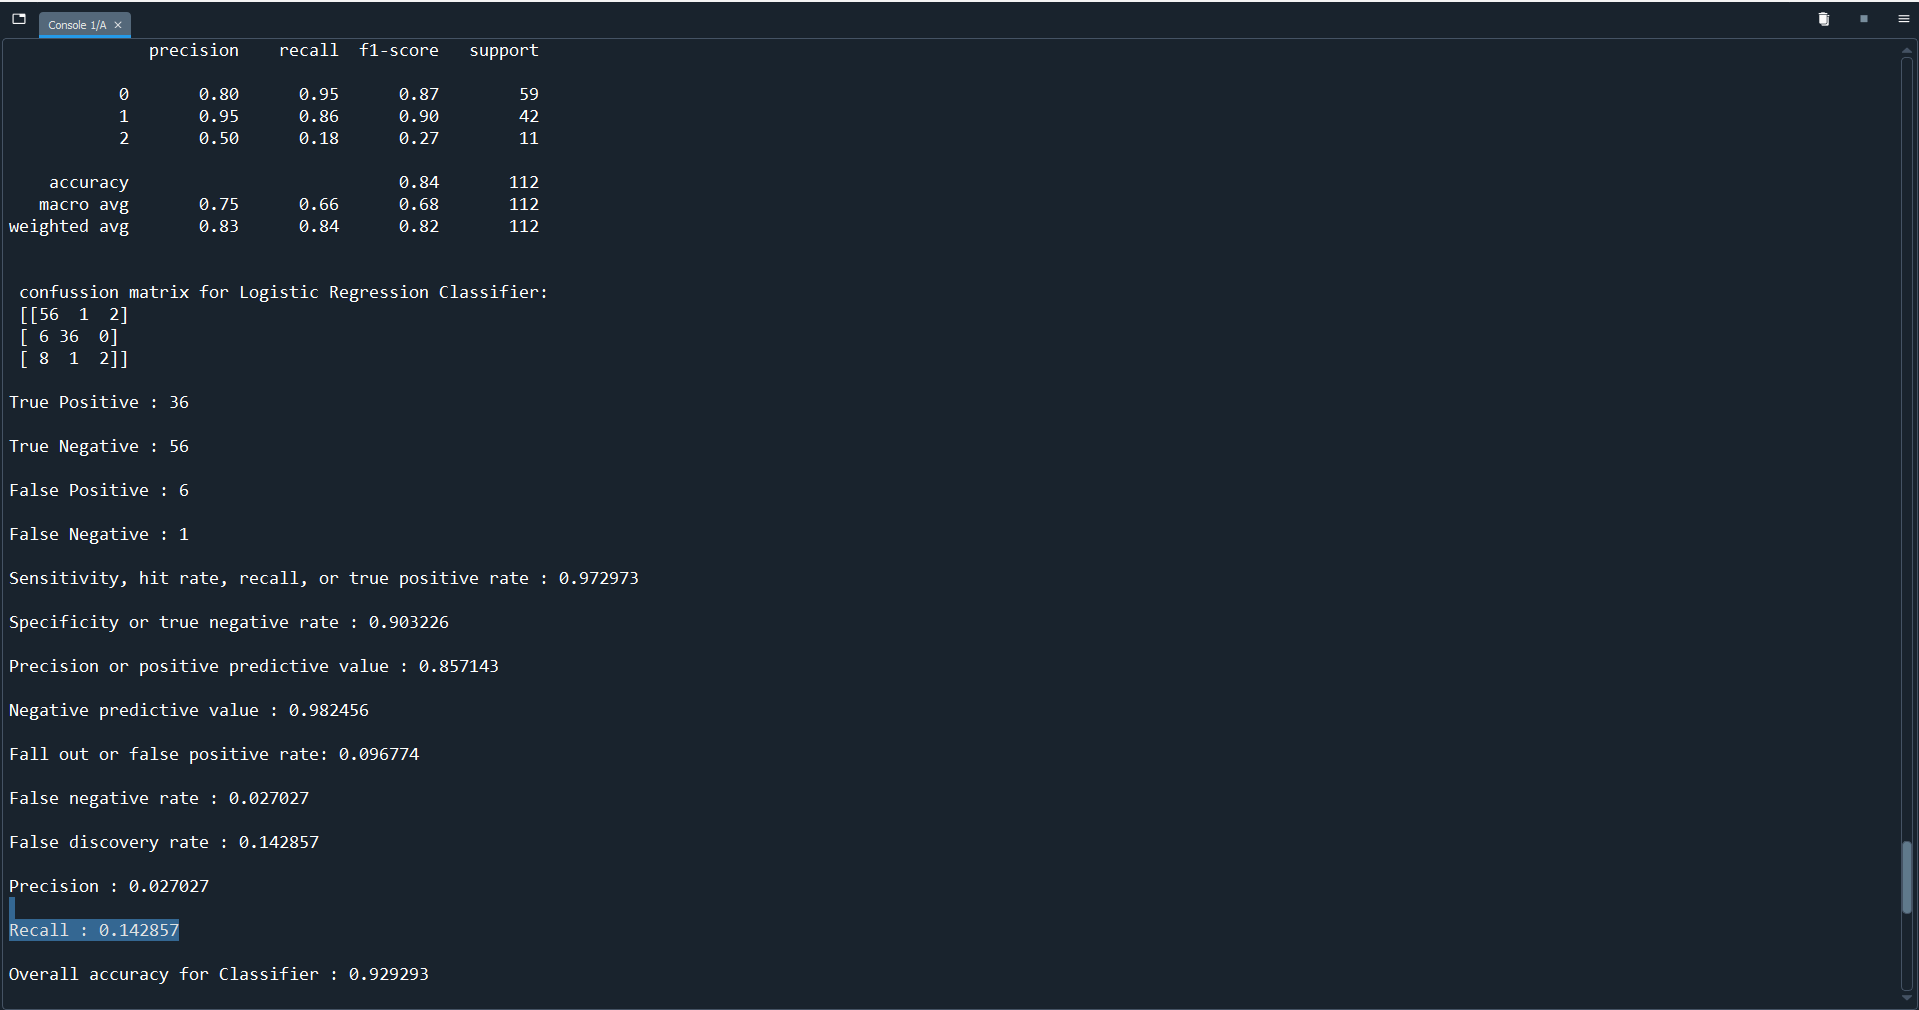 Console 1/A ×
precision recall f1-score support
0 0.80 0.95 0.87 59
1 0.95 0.86 0.90 42
2 0.50 0.18 0.27 11
accuracy 0.84 112
macro avg 0.75 0.66 0.68 112
weighted avg 0.83 0.84 0.82 112
confussion matrix for Logistic Regression Classifier:
[[56 1 2]
[ 6 36 0]
[ 8 1 2]]
True Positive : 36
True Negative : 56
False Positive : 6
False Negative : 1
Sensitivity, hit rate, recall, or true positive rate : 0.972973
Specificity or true negative rate : 0.903226
Precision or positive predictive value : 0.857143
Negative predictive value : 0.982456
Fall out or false positive rate: 0.096774
False negative rate : 0.027027
False discovery rate : 0.142857
Precision : 0.027027
Recall : 0.142857
Overall accuracy for Classifier : 0.929293